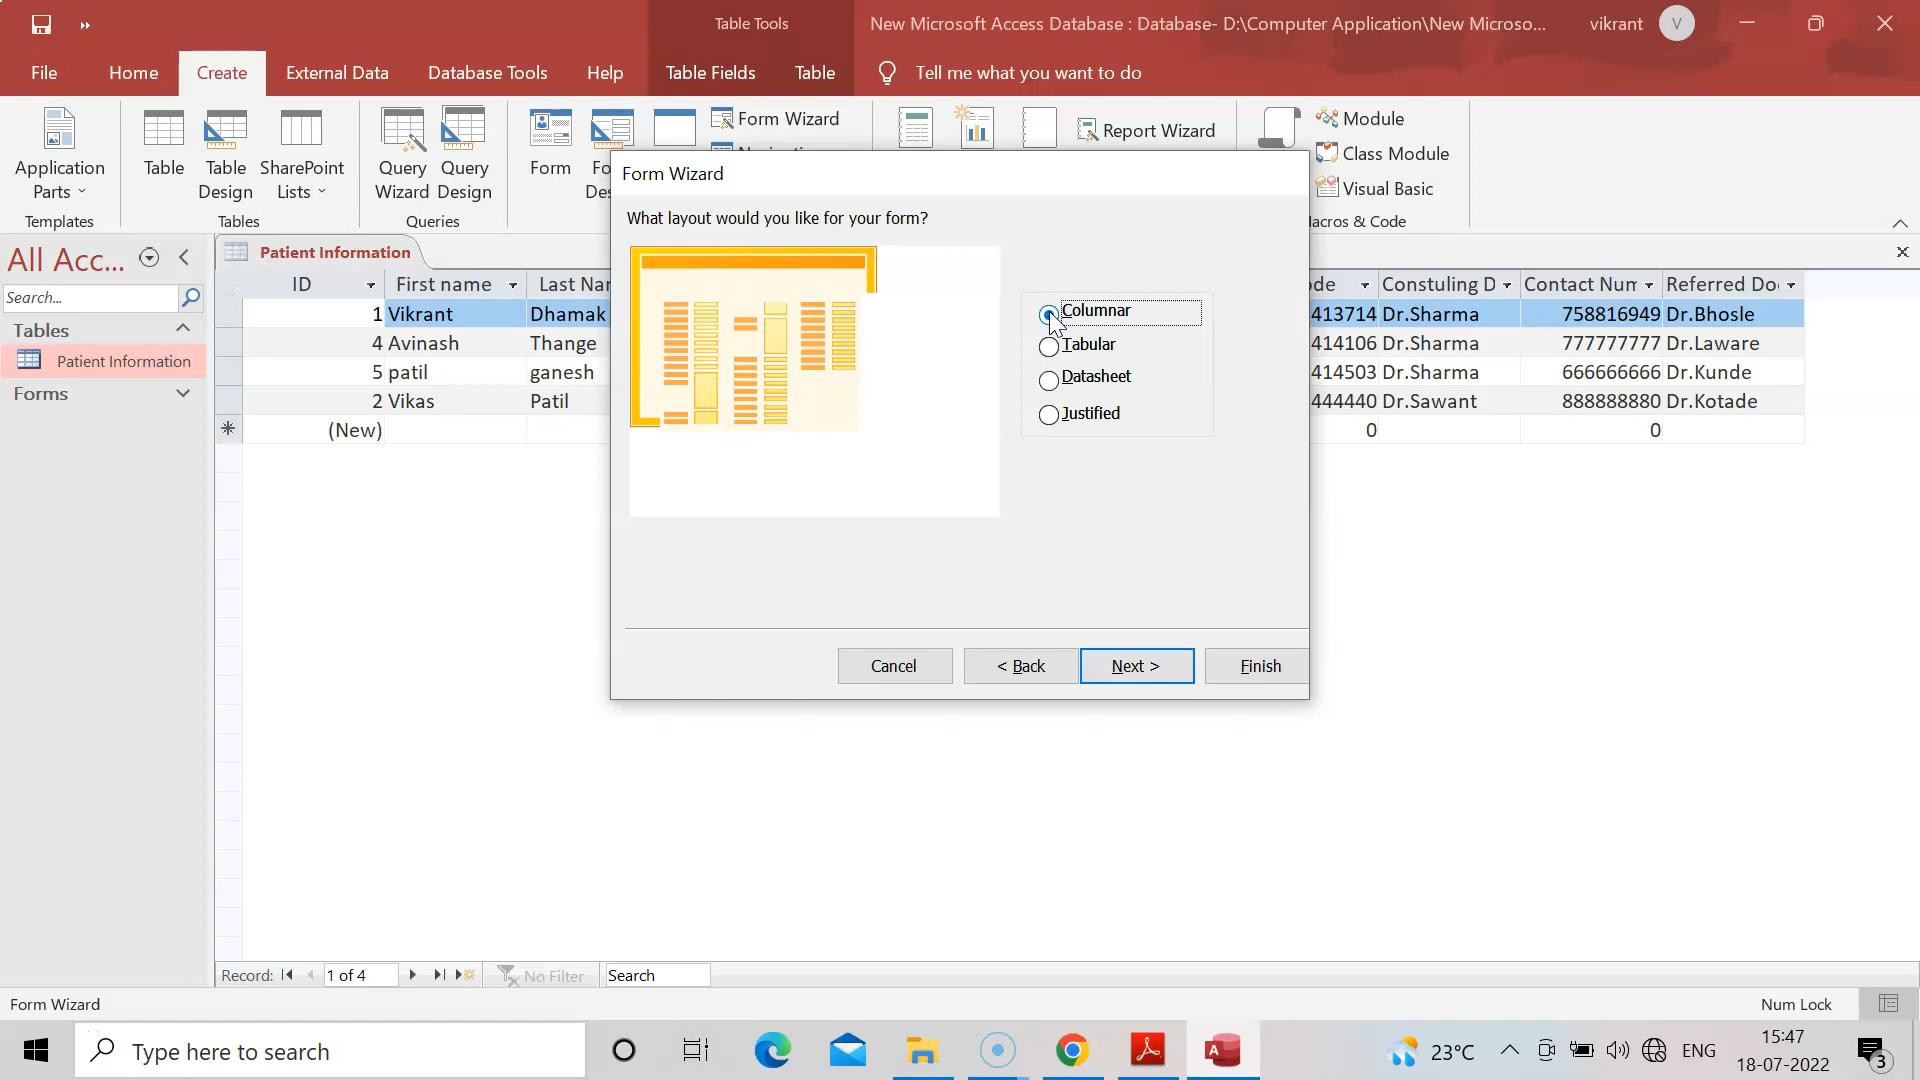 Table Tools
New Microsoft Access Database : Database- D:\Computer Application\New Microso...
vikrant
V
File
Home
Create
External Data
Database Tools
Help
Table Fields
Table
Tell me what you want to do
Application Parts
Templates
Table
Table Design
SharePoint Lists
Tables
Query Wizard
Query Design
Queries
Form
Form Wizard
Report Wizard
Module
Class Module
Visual Basic
Macros & Code
All Acc...
Search...
Tables
Patient Information
Forms
Patient Information
ID First name Last Nar ode Constuling D Contact Num Referred Do
1 Vikrant Dhamak 413714 Dr.Sharma 758816949 Dr.Bhosle
4 Avinash Thange 414106 Dr.Sharma 777777777 Dr.Laware
5 patil ganesh 414503 Dr.Sharma 666666666 Dr.Kunde
2 Vikas Patil 444440 Dr.Sawant 888888880 Dr.Kotade
* (New) 0 0
Form Wizard
What layout would you like for your form?
Columnar
Tabular
Datasheet
Justified
Cancel
< Back
Next >
Finish
Record: 1 of 4 No Filter Search
Form Wizard
Num Lock
Type here to search
23°C
ENG
15:47
18-07-2022
3